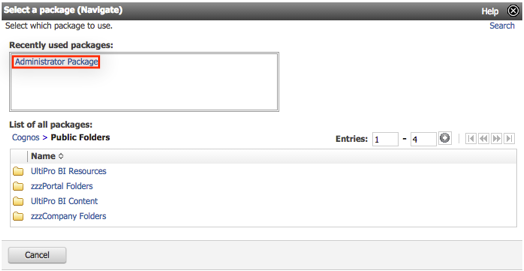 Select a package (Navigate)
Help
Select which package to use.
Search
Recently used packages:
Administrator Package
List of all packages:
Cognos > Public Folders
Entries: 1 - 4
Name
UltiPro BI Resources
zzzPortal Folders
UltiPro BI Content
zzzCompany Folders
Cancel